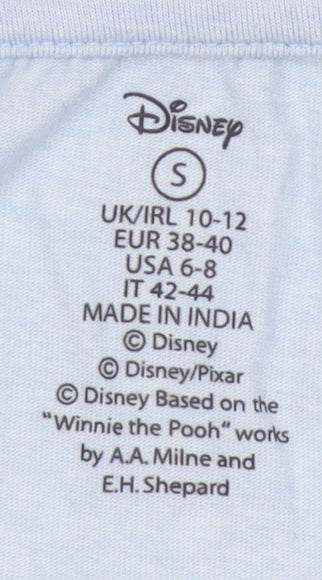 Disney
S
UK/IRL 10-12
EUR 38-40
USA 6-8
IT 42-44
MADE IN INDIA
© Disney
© Disney/Pixar
© Disney Based on the
"Winnie the Pooh" works
by A.A. Milne and
E.H. Shepard